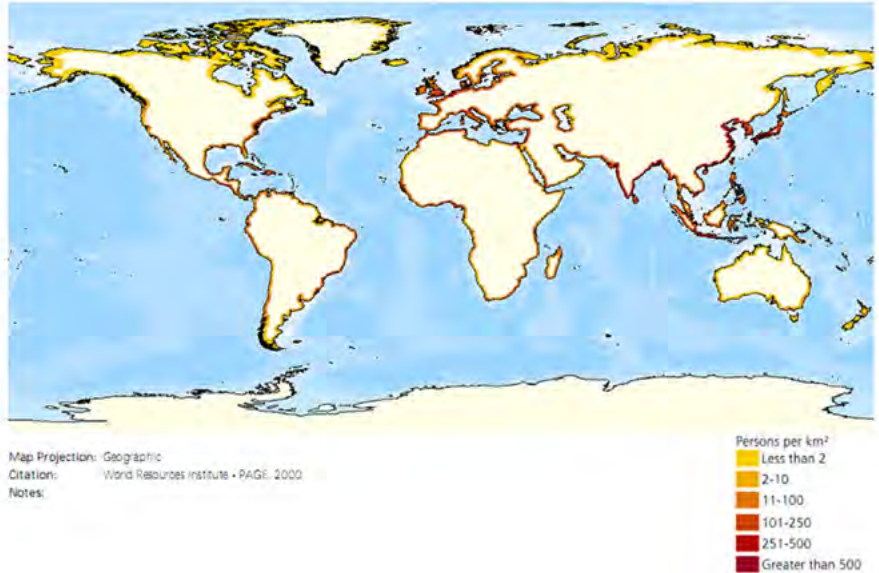 Map Projection: Geographic
Citation: World Resources Institute - PAGE, 2000
Notes:
Persons per km²
Less than 2
2-10
11-100
101-250
251-500
Greater than 500